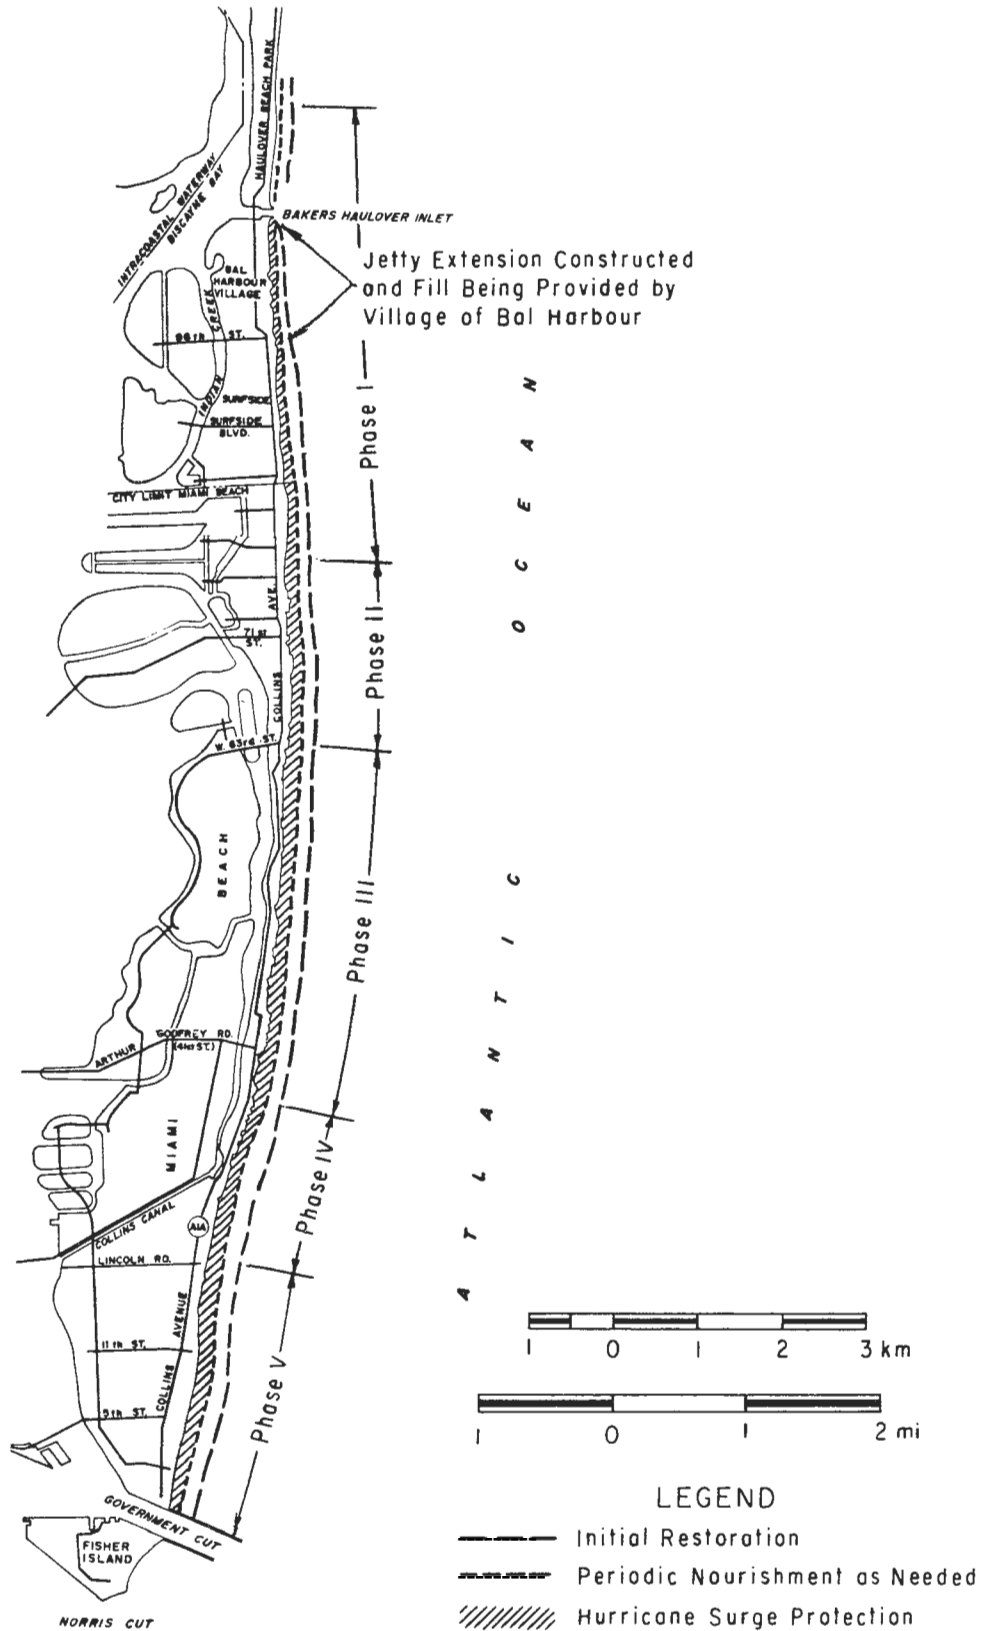 HAULOVER BEACH PARK
INTRACOASTAL WATERWAY
BISCAYNE BAY
BAKERS HAULOVER INLET
Jetty Extension Constructed
and Fill Being Provided by
Village of Bal Harbour
BAL
HARBOUR
VILLAGE
INDIAN CREEK
96th ST.
SURFSIDE
SURFSIDE
BLVD.
CITY LIMIT MIAMI BEACH
Phase I
COLLINS AVE.
71st
ST.
Phase II
W. 63rd ST.
MIAMI BEACH
Phase III
ARTHUR GODFREY RD.
(41st ST.)
Phase IV
COLLINS CANAL
A1A
LINCOLN RD.
COLLINS AVENUE
11th ST.
5th ST.
Phase V
GOVERNMENT CUT
FISHER
ISLAND
NORRIS CUT
ATLANTIC OCEAN
1 0 1 2 3 km
1 0 1 2 mi
LEGEND
Initial Restoration
Periodic Nourishment as Needed
Hurricane Surge Protection